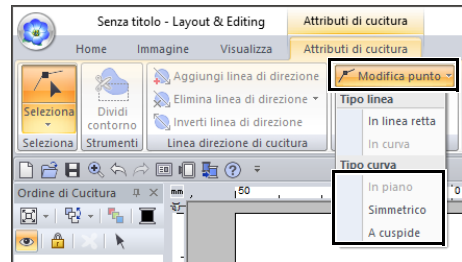 Senza titolo - Layout & Editing
Attributi di cucitura
Home
Immagine
Visualizza
Attributi di cucitura
Seleziona
Dividi
contorno
Aggiungi linea di direzione
Elimina linea di direzione
Inverti linea di direzione
Modifica punto
Seleziona
Strumenti
Linea direzione di cucitura
Tipo linea
In linea retta
In curva
Tipo curva
In piano
Simmetrico
A cuspide
Ordine di Cucitura
mm
50